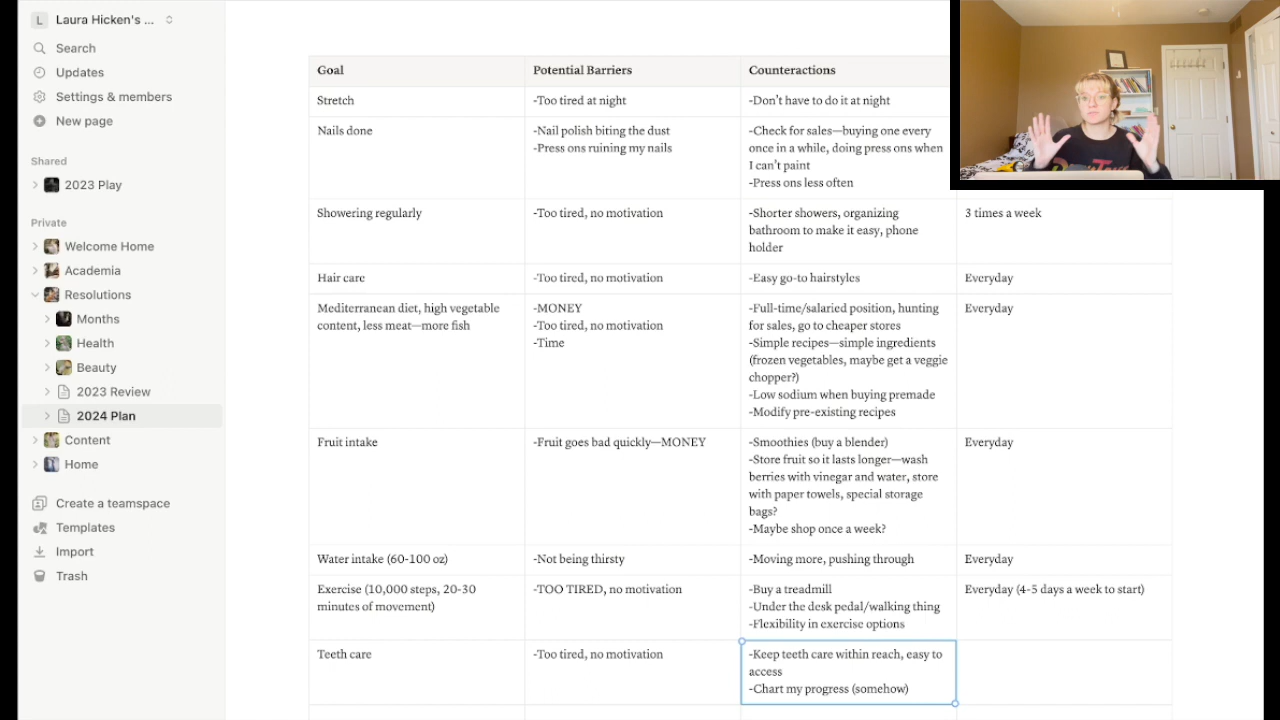 L Laura Hicken's ...
Search
Updates
Settings & members
New page
Shared
2023 Play
Private
Welcome Home
Academia
Resolutions
Months
Health
Beauty
2023 Review
2024 Plan
Content
Home
Create a teamspace
Templates
Import
Trash
Goal
Potential Barriers
Counteractions
Stretch
-Too tired at night
-Don't have to do it at night
Nails done
-Nail polish biting the dust
-Press ons ruining my nails
-Check for sales—buying one every
once in a while, doing press ons when
I can't paint
-Press ons less often
Showering regularly
-Too tired, no motivation
-Shorter showers, organizing
bathroom to make it easy, phone
holder
3 times a week
Hair care
-Too tired, no motivation
-Easy go-to hairstyles
Everyday
Mediterranean diet, high vegetable
content, less meat—more fish
-MONEY
-Too tired, no motivation
-Time
-Full-time/salaried position, hunting
for sales, go to cheaper stores
-Simple recipes—simple ingredients
(frozen vegetables, maybe get a veggie
chopper?)
-Low sodium when buying premade
-Modify pre-existing recipes
Everyday
Fruit intake
-Fruit goes bad quickly—MONEY
-Smoothies (buy a blender)
-Store fruit so it lasts longer—wash
berries with vinegar and water, store
with paper towels, special storage
bags?
-Maybe shop once a week?
Everyday
Water intake (60-100 oz)
-Not being thirsty
-Moving more, pushing through
Everyday
Exercise (10,000 steps, 20-30
minutes of movement)
-TOO TIRED, no motivation
-Buy a treadmill
-Under the desk pedal/walking thing
-Flexibility in exercise options
Everyday (4-5 days a week to start)
Teeth care
-Too tired, no motivation
-Keep teeth care within reach, easy to
access
-Chart my progress (somehow)